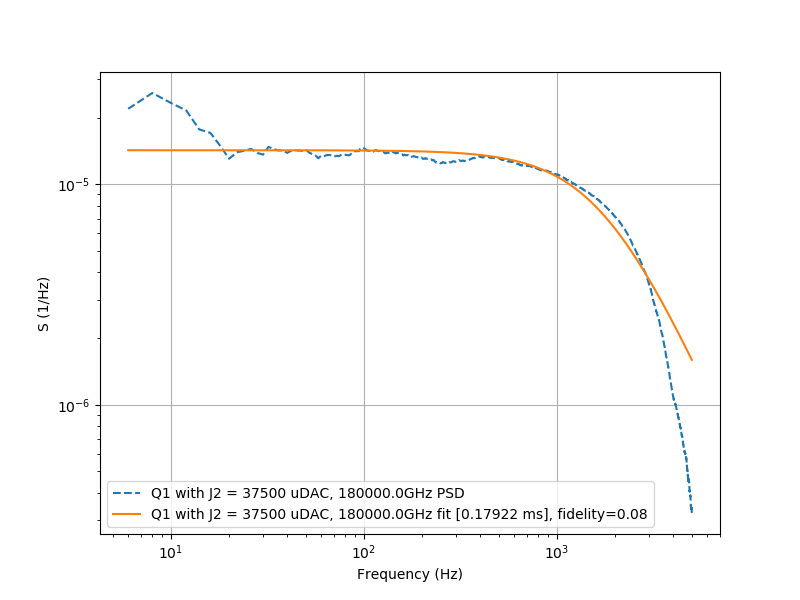 S (1/Hz)
10⁻⁵
10⁻⁶
10¹
10²
10³
Frequency (Hz)
Q1 with J2 = 37500 uDAC, 180000.0GHz PSD
Q1 with J2 = 37500 uDAC, 180000.0GHz fit [0.17922 ms], fidelity=0.08